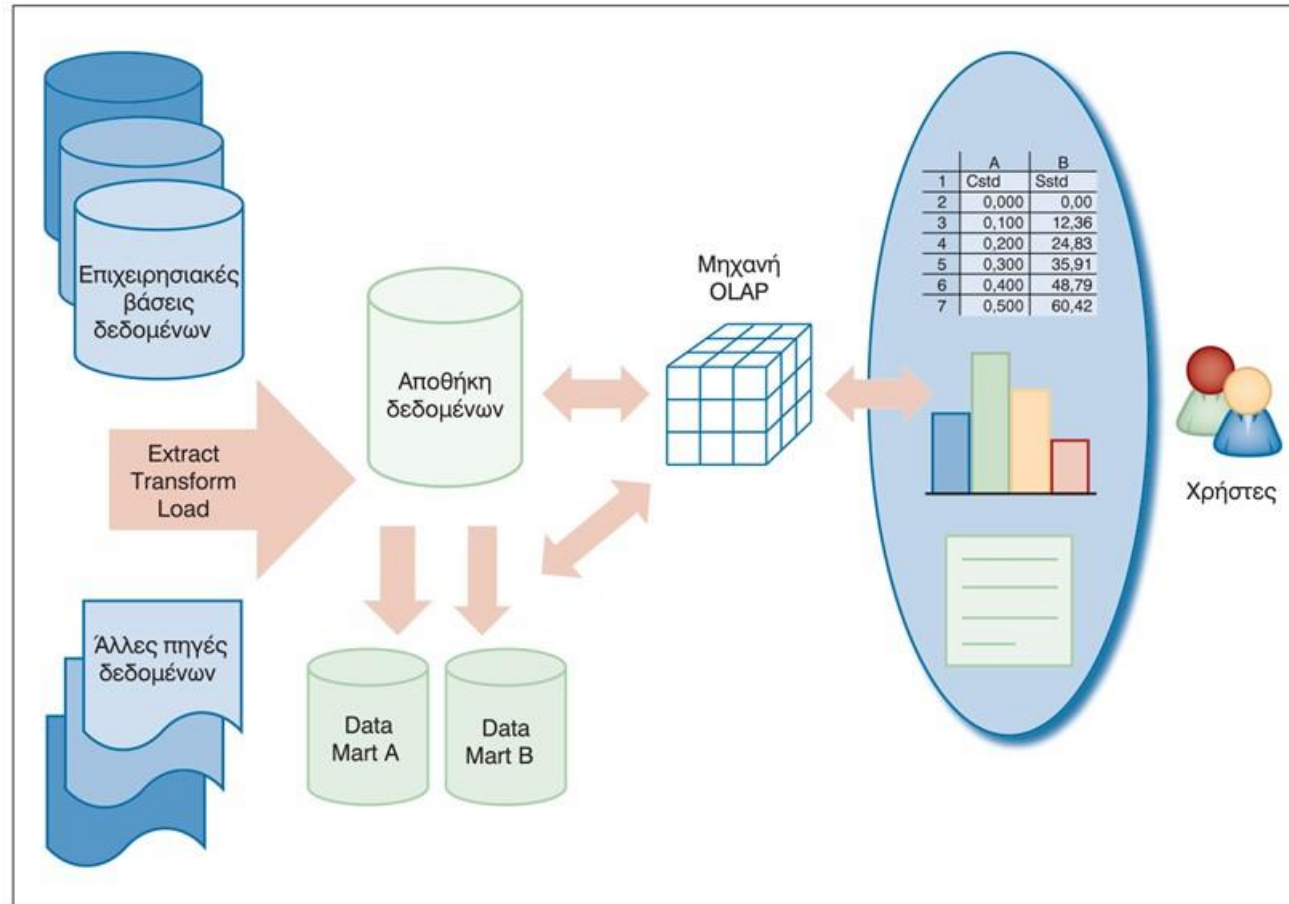 Επιχειρησιακές
βάσεις
δεδομένων
Extract
Transform
Load
Άλλες πηγές
δεδομένων
Αποθήκη
δεδομένων
Data
Mart A
Data
Mart B
Μηχανή
OLAP
A B
1 Cstd Sstd
2 0,000 0,00
3 0,100 12,36
4 0,200 24,83
5 0,300 35,91
6 0,400 48,79
7 0,500 60,42
Χρήστες